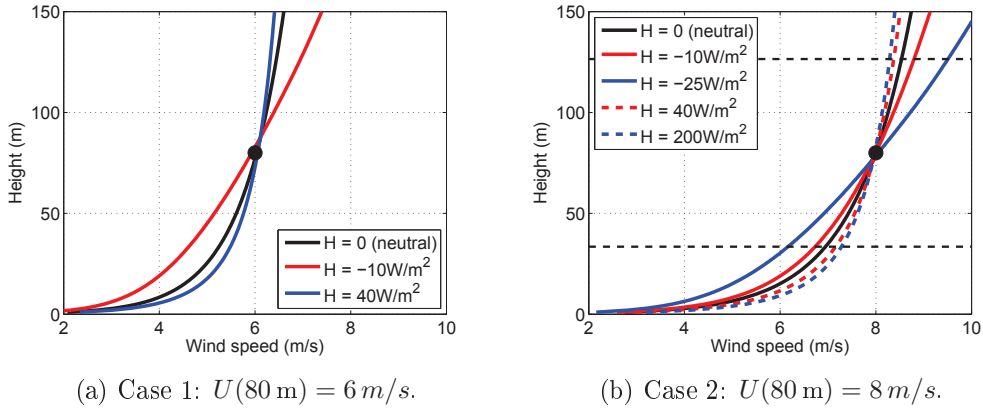 150
100
50
0
Height (m)
2
4
6
8
10
Wind speed (m/s)
H = 0 (neutral)
H = −10W/m²
H = 40W/m²
(a) Case 1: U(80 m) = 6 m/s.
150
100
50
0
Height (m)
2
4
6
8
10
Wind speed (m/s)
H = 0 (neutral)
H = −10W/m²
H = −25W/m²
H = 40W/m²
H = 200W/m²
(b) Case 2: U(80 m) = 8 m/s.